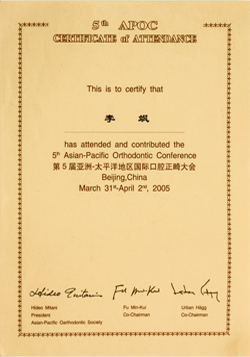 5th APOC
CERTIFICATE of ATTENDANCE
This is to certify that
李 飒
has attended and contributed the
5th Asian-Pacific Orthodontic Conference
第5届亚洲-太平洋地区国际口腔正畸大会
Beijing,China
March 31st-April 2nd, 2005
Hideo Mitani Fu Min-Kui Urban Hägg
President Co-Chairman Co-Chairman
Asian-Pacific Orthodontic Society